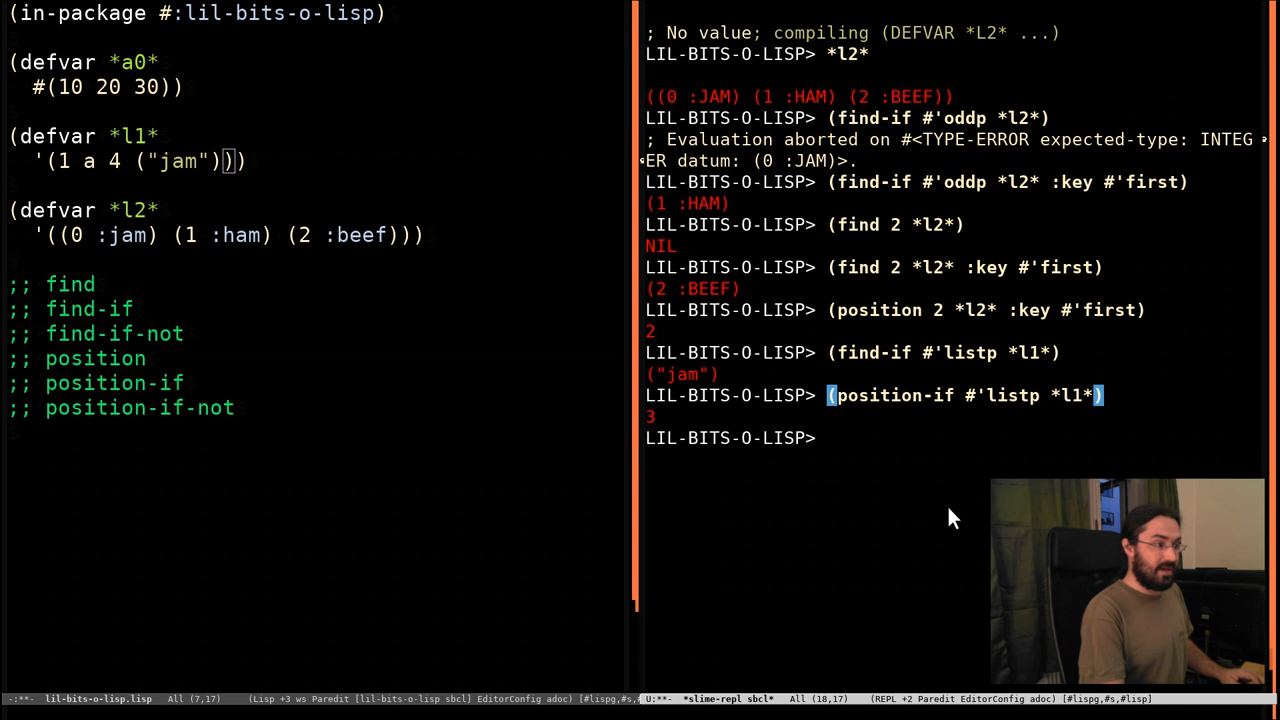 (in-package #:lil-bits-o-lisp)
(defvar *a0*
#(10 20 30))
(defvar *l1*
'(1 a 4 ("jam")))
(defvar *l2*
'((0 :jam) (1 :ham) (2 :beef)))
;; find
;; find-if
;; find-if-not
;; position
;; position-if
;; position-if-not
-:**- lil-bits-o-lisp.lisp All (7,17) (Lisp +3 ws Paredit [lil-bits-o-lisp sbcl] EditorConfig adoc) [#lispg,#s,#
; No value; compiling (DEFVAR *L2* ...)
LIL-BITS-O-LISP> *l2*
((0 :JAM) (1 :HAM) (2 :BEEF))
LIL-BITS-O-LISP> (find-if #'oddp *l2*)
; Evaluation aborted on #<TYPE-ERROR expected-type: INTEG
ER datum: (0 :JAM)>.
LIL-BITS-O-LISP> (find-if #'oddp *l2* :key #'first)
(1 :HAM)
LIL-BITS-O-LISP> (find 2 *l2*)
NIL
LIL-BITS-O-LISP> (find 2 *l2* :key #'first)
(2 :BEEF)
LIL-BITS-O-LISP> (position 2 *l2* :key #'first)
2
LIL-BITS-O-LISP> (find-if #'listp *l1*)
("jam")
LIL-BITS-O-LISP> (position-if #'listp *l1*)
3
LIL-BITS-O-LISP>
U:**- *slime-repl sbcl* All (18,17) (REPL +2 Paredit EditorConfig adoc) [#lispg,#s,#lisp]